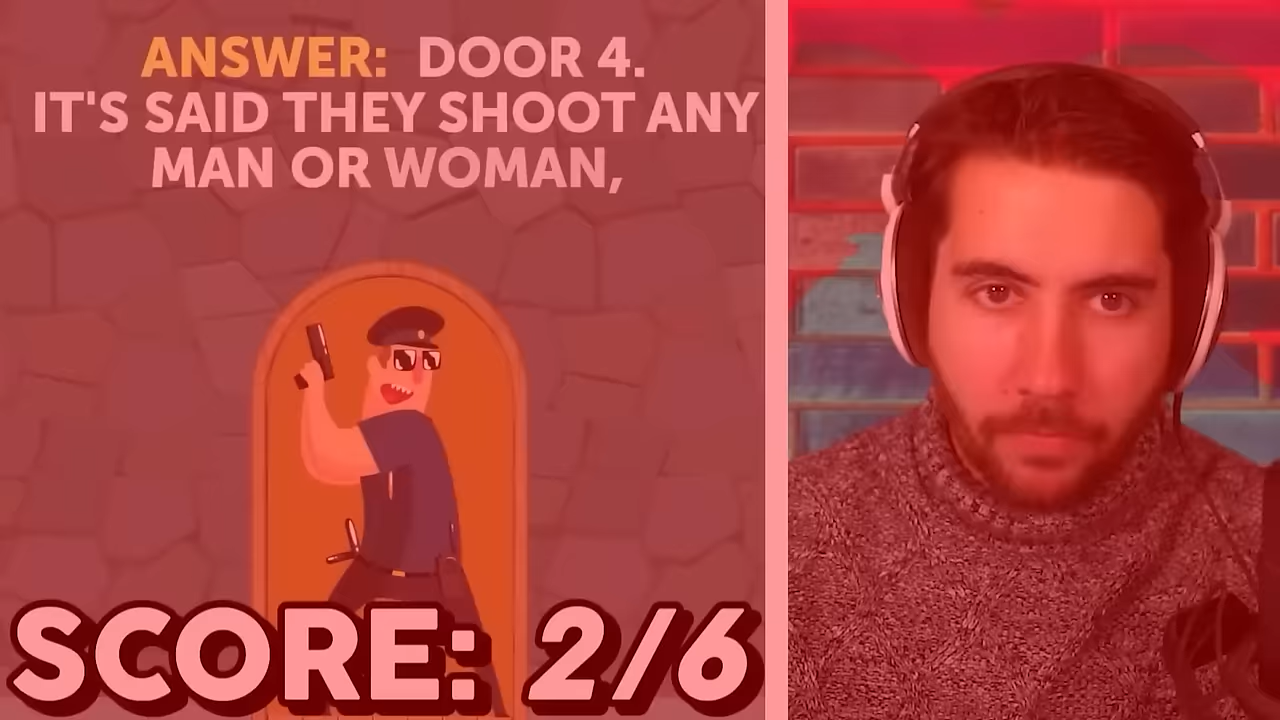 ANSWER: DOOR 4.
IT'S SAID THEY SHOOT ANY
MAN OR WOMAN,
SCORE: 2/6